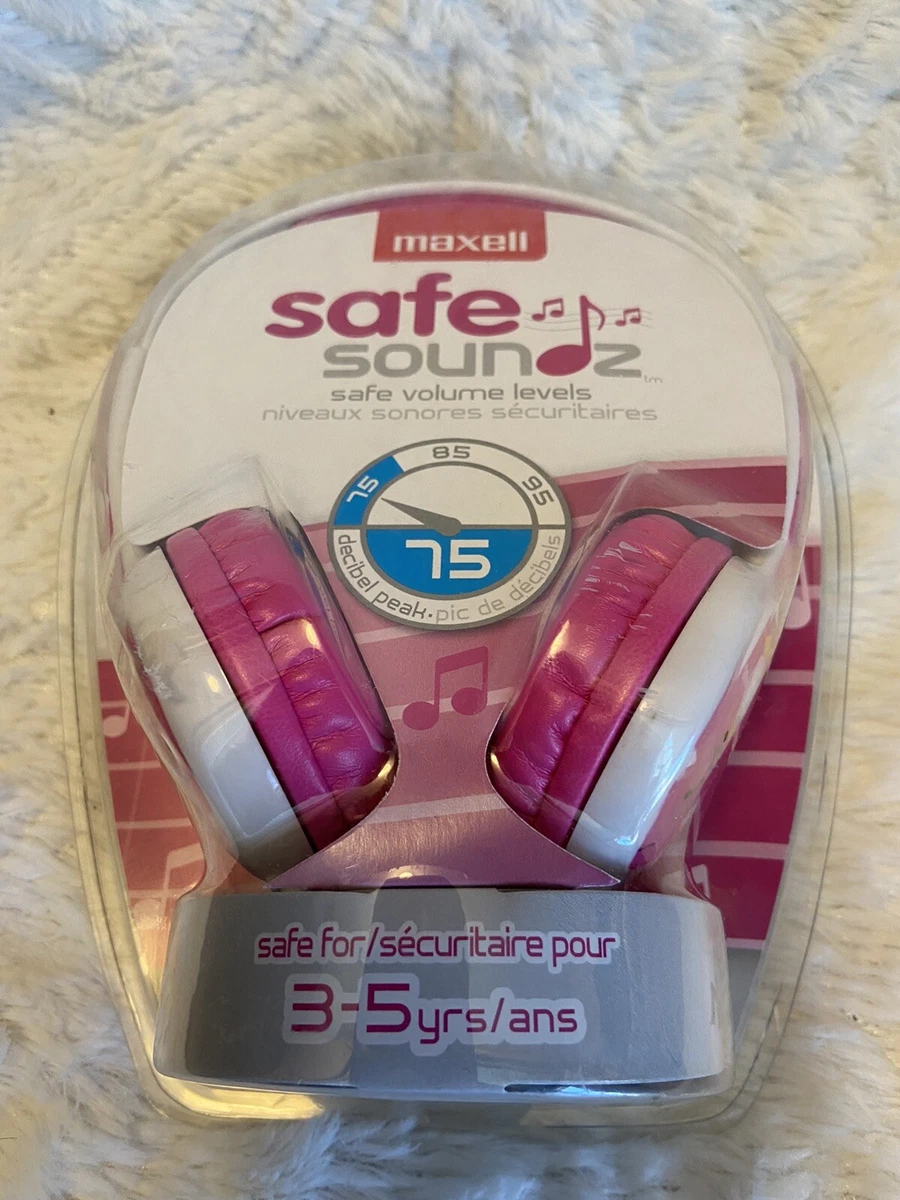 maxell
safe
soundz
tm
safe volume levels
niveaux sonores sécuritaires
75 85 95
75
decibel peak · pic de décibels
safe for/sécuritaire pour
3-5yrs/ans